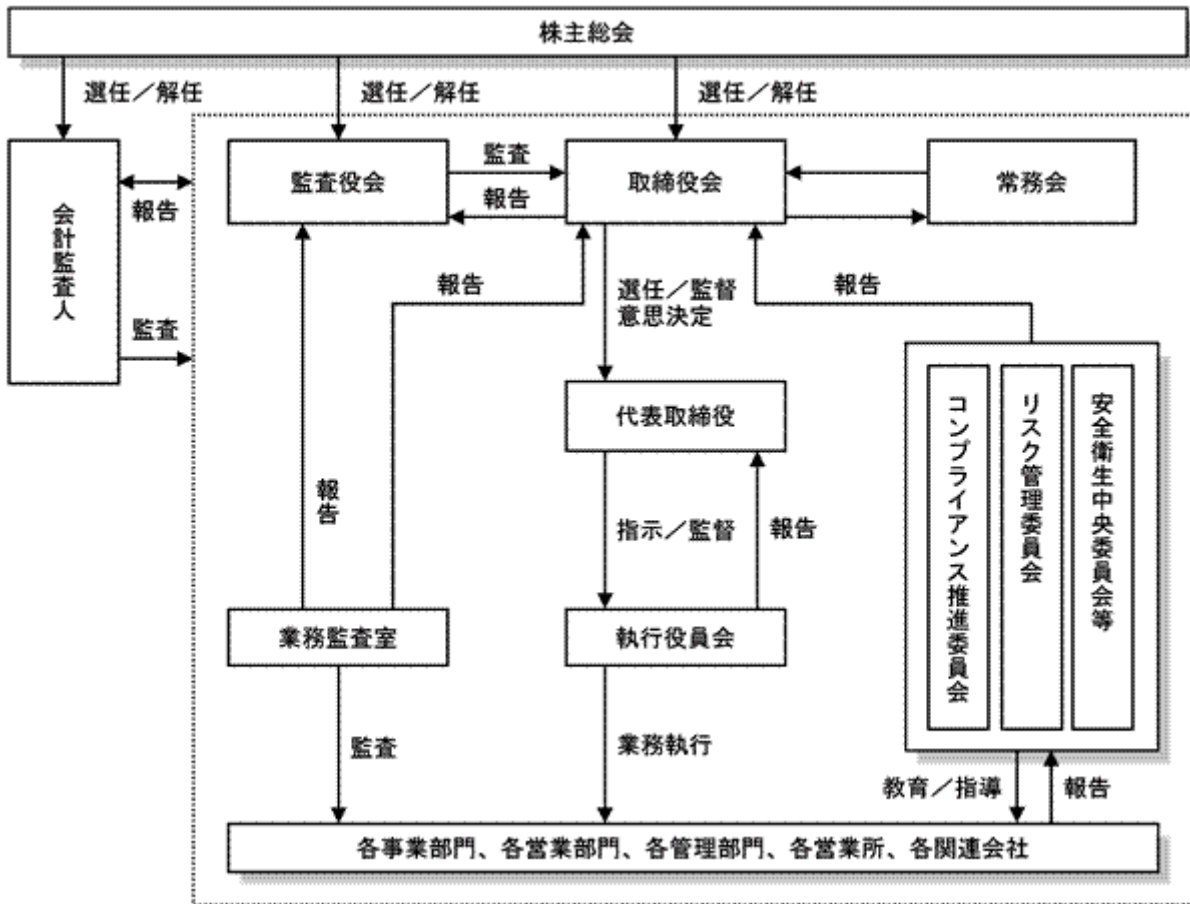 株主総会
選任／解任
選任／解任
選任／解任
会計監査人
報告
監査
監査役会
監査
報告
取締役会
常務会
報告
選任／監督
意思決定
報告
代表取締役
報告
指示／監督
報告
コンプライアンス推進委員会
リスク管理委員会
安全衛生中央委員会等
業務監査室
執行役員会
監査
業務執行
教育／指導
報告
各事業部門、各営業部門、各管理部門、各営業所、各関連会社